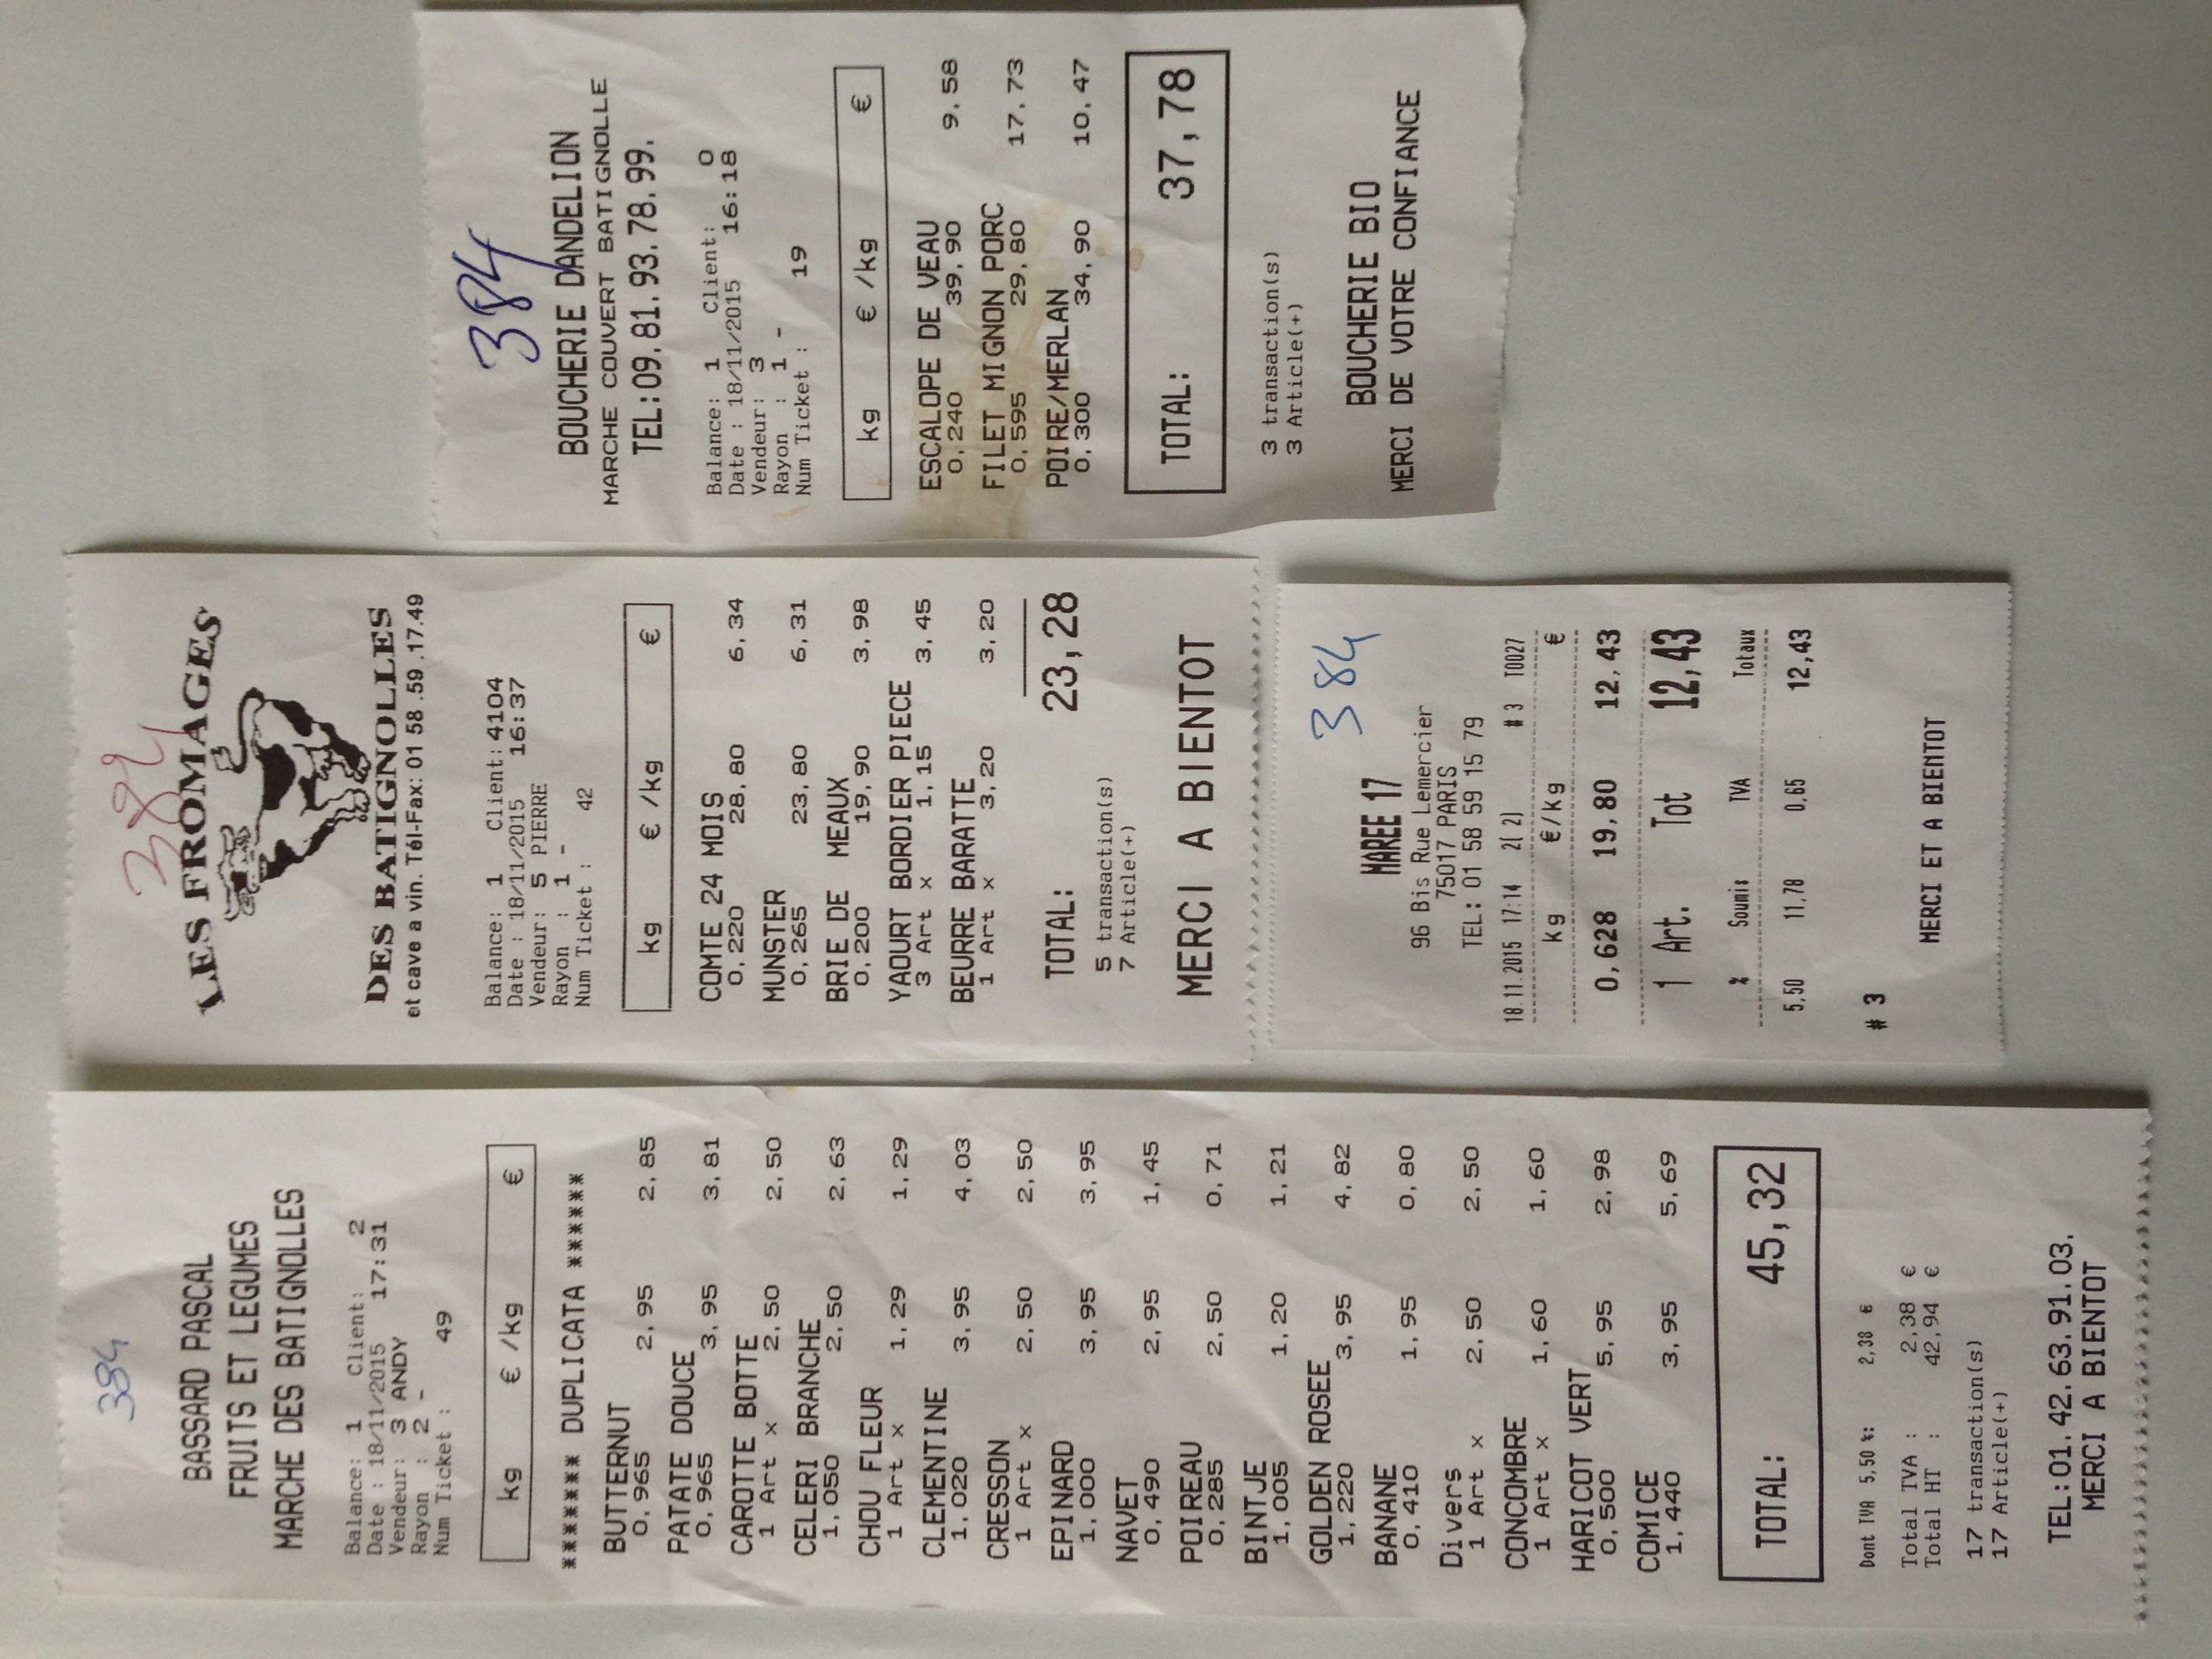 384
BASSARD PASCAL
FRUITS ET LEGUMES
MARCHE DES BATIGNOLLES
Balance: 1 Client: 2
Date : 18/11/2015 17:31
Vendeur: 3 ANDY
Rayon : 2 -
Num Ticket : 49
kg € /kg €
******* DUPLICATA ******
BUTTERNUT
0,965 2,95 2,85
PATATE DOUCE
0,965 3,95 3,81
CAROTTE BOTTE
1 Art x 2,50 2,50
CELERI BRANCHE
1,050 2,50 2,63
CHOU FLEUR
1 Art x 1,29 1,29
CLEMENTINE
1,020 3,95 4,03
CRESSON
1 Art x 2,50 2,50
EPINARD
1,000 3,95 3,95
NAVET
0,490 2,95 1,45
POIREAU
0,285 2,50 0,71
BINTJE
1,005 1,20 1,21
GOLDEN ROSEE
1,220 3,95 4,82
BANANE
0,410 1,95 0,80
Divers
1 Art x 2,50 2,50
CONCOMBRE
1 Art x 1,60 1,60
HARICOT VERT
0,500 5,95 2,98
COMICE
1,440 3,95 5,69
TOTAL: 45,32
Dont TVA 5,50 %: 2,38 €
Total TVA : 2,38 €
Total HT : 42,94 €
17 transaction(s)
17 Article(+)
TEL:01.42.63.91.03.
MERCI A BIENTOT
384
LES FROMAGES
DES BATIGNOLLES
et cave a vin. Tél-Fax: 01 58 .59 .17.49
Balance: 1 Client: 4104
Date : 18/11/2015 16:37
Vendeur: 5 PIERRE
Rayon : 1 -
Num Ticket : 42
kg € /kg €
COMTE 24 MOIS
0,220 28,80 6,34
MUNSTER
0,265 23,80 6,31
BRIE DE MEAUX
0,200 19,90 3,98
YAOURT BORDIER PIECE
3 Art x 1,15 3,45
BEURRE BARATTE
1 Art x 3,20 3,20
TOTAL: 23,28
5 transaction(s)
7 Article(+)
MERCI A BIENTOT
384
MAREE 17
96 Bis Rue Lemercier
75017 PARIS
TEL: 01 58 59 15 79
18.11.2015 17:14 2( 2) # 3 T0027
kg €/kg €
0,628 19,80 12,43
1 Art. Tot 12,43
% Soumis TVA Totaux
5,50 11,78 0,65 12,43
# 3
MERCI ET A BIENTOT
384
BOUCHERIE DANDELION
MARCHE COUVERT BATIGNOLLE
TEL:09.81.93.78.99.
Balance: 1 Client: 0
Date : 18/11/2015 16:18
Vendeur: 3
Rayon : 1 -
Num Ticket : 19
kg € /kg €
ESCALOPE DE VEAU
0,240 39,90 9,58
FILET MIGNON PORC
0,595 29,80 17,73
POIRE/MERLAN
0,300 34,90 10,47
TOTAL: 37,78
3 transaction(s)
3 Article(+)
BOUCHERIE BIO
MERCI DE VOTRE CONFIANCE